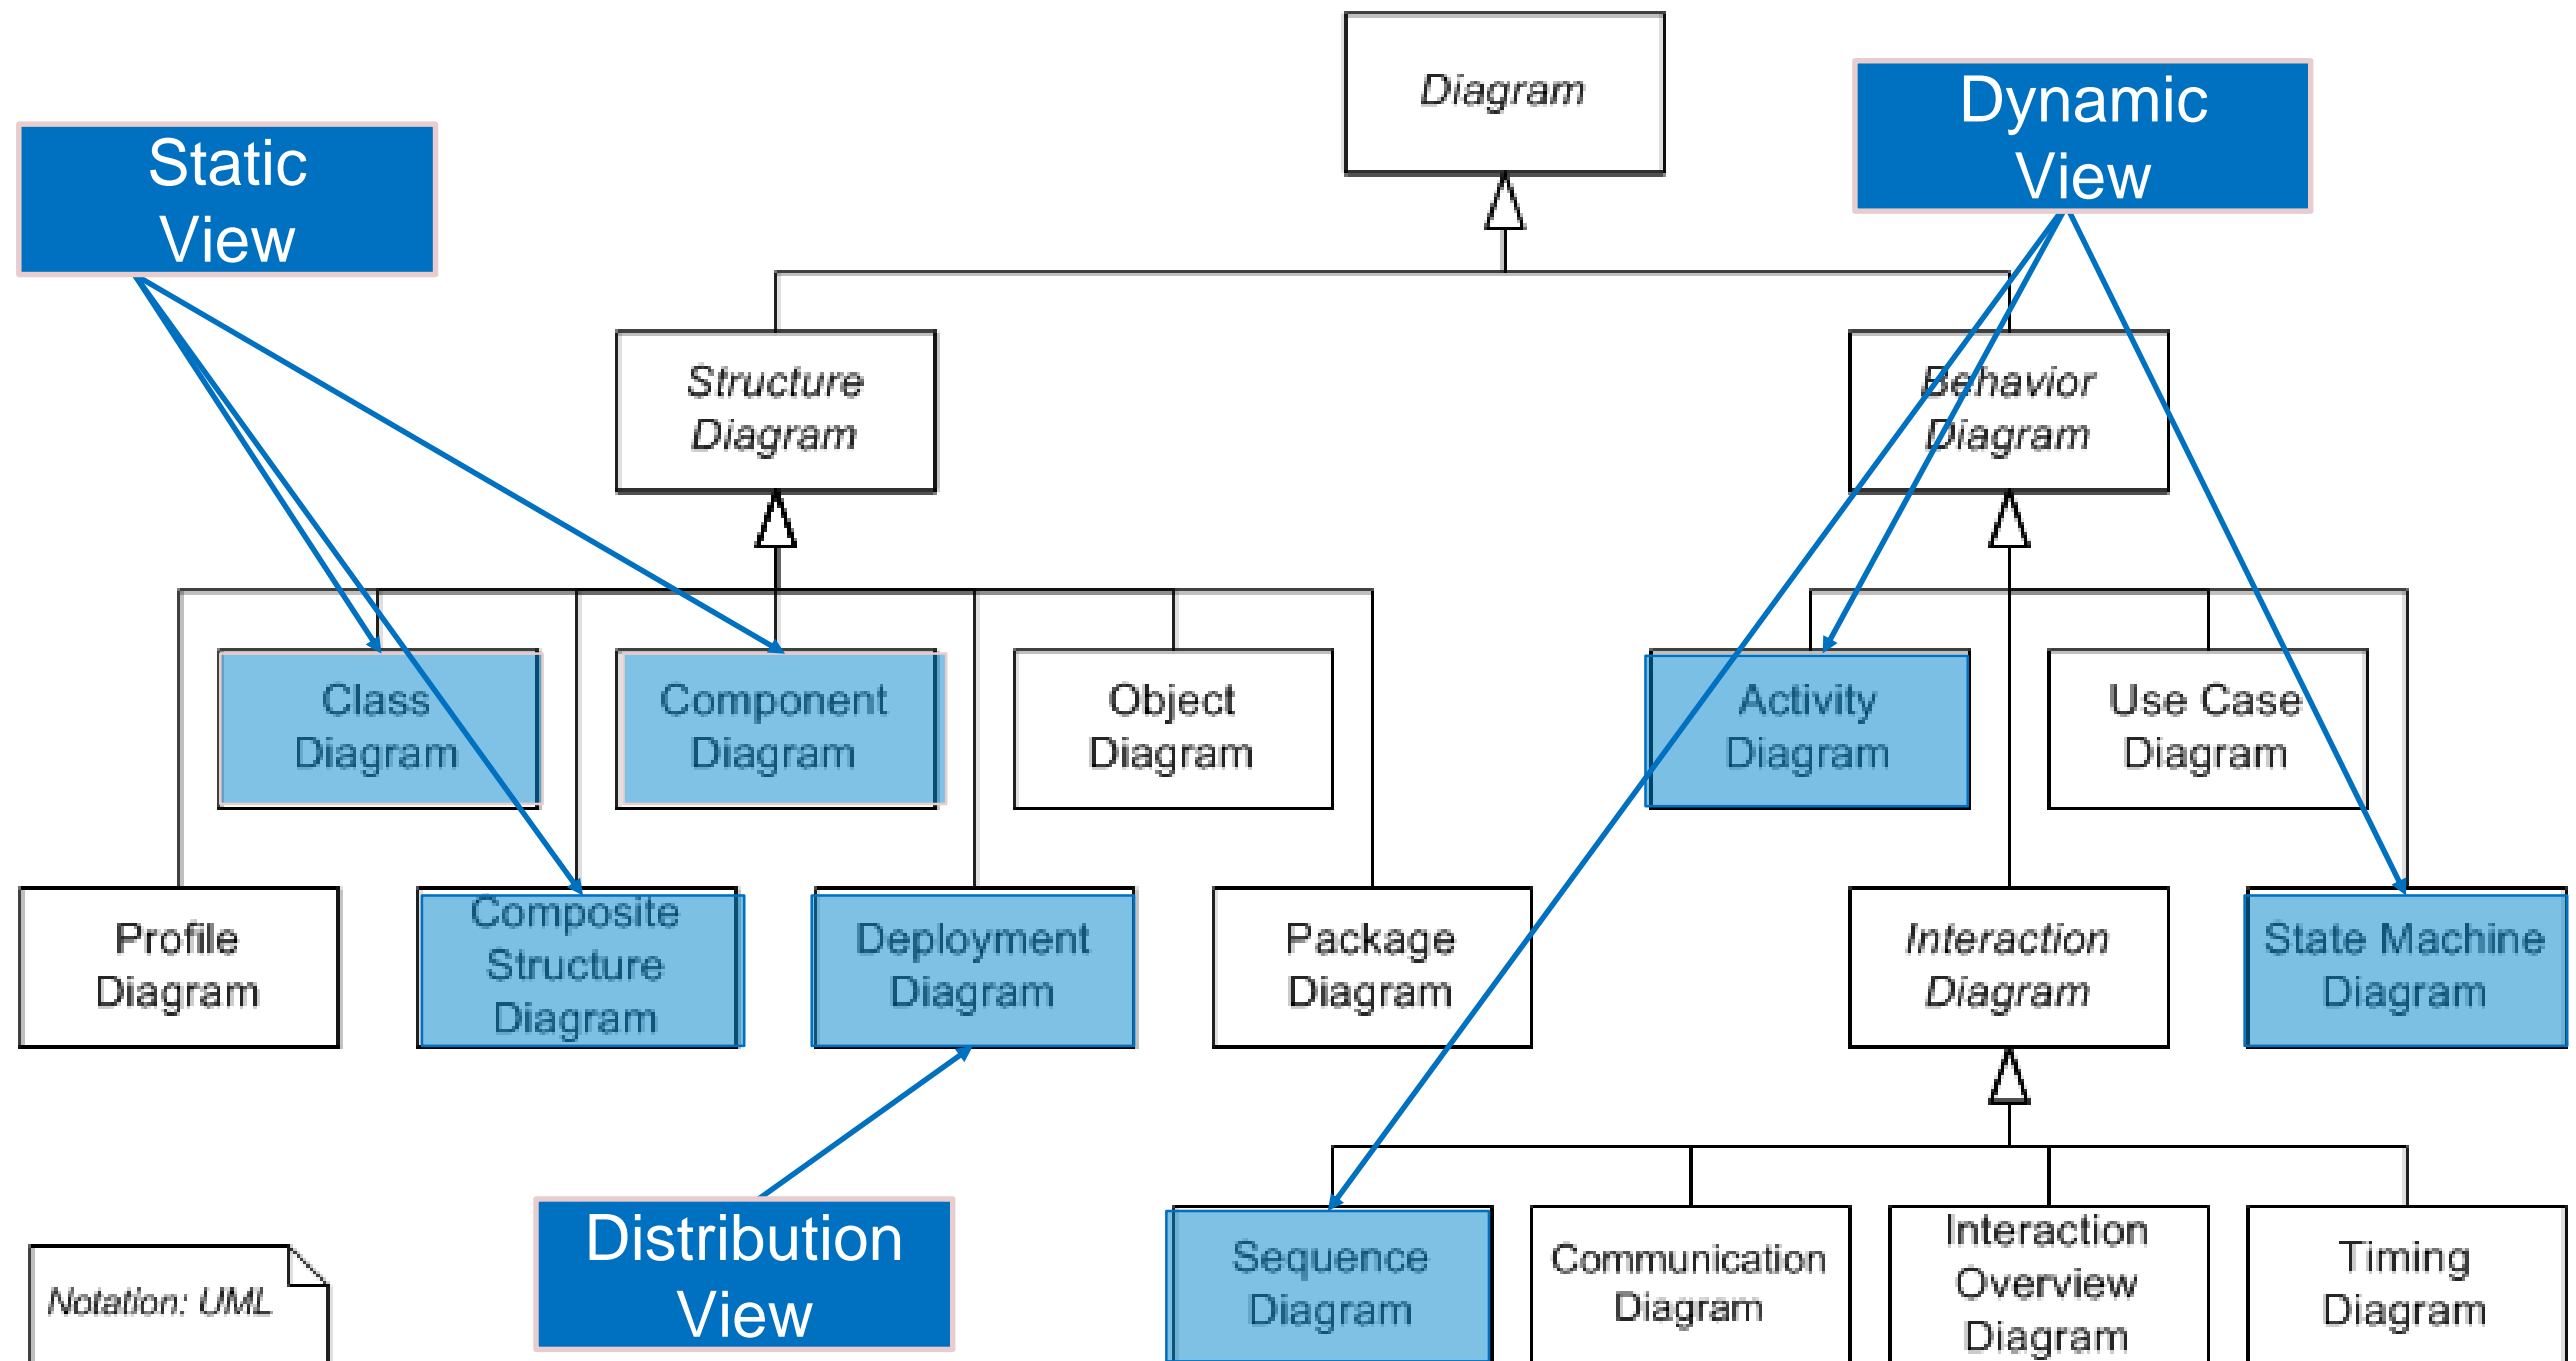 Diagram
Dynamic
View
Static
View
Structure
Diagram
Behavior
Diagram
Class
Diagram
Component
Diagram
Object
Diagram
Activity
Diagram
Use Case
Diagram
Profile
Diagram
Composite
Structure
Diagram
Deployment
Diagram
Package
Diagram
Interaction
Diagram
State Machine
Diagram
Notation: UML
Distribution
View
Sequence
Diagram
Communication
Diagram
Interaction
Overview
Diagram
Timing
Diagram